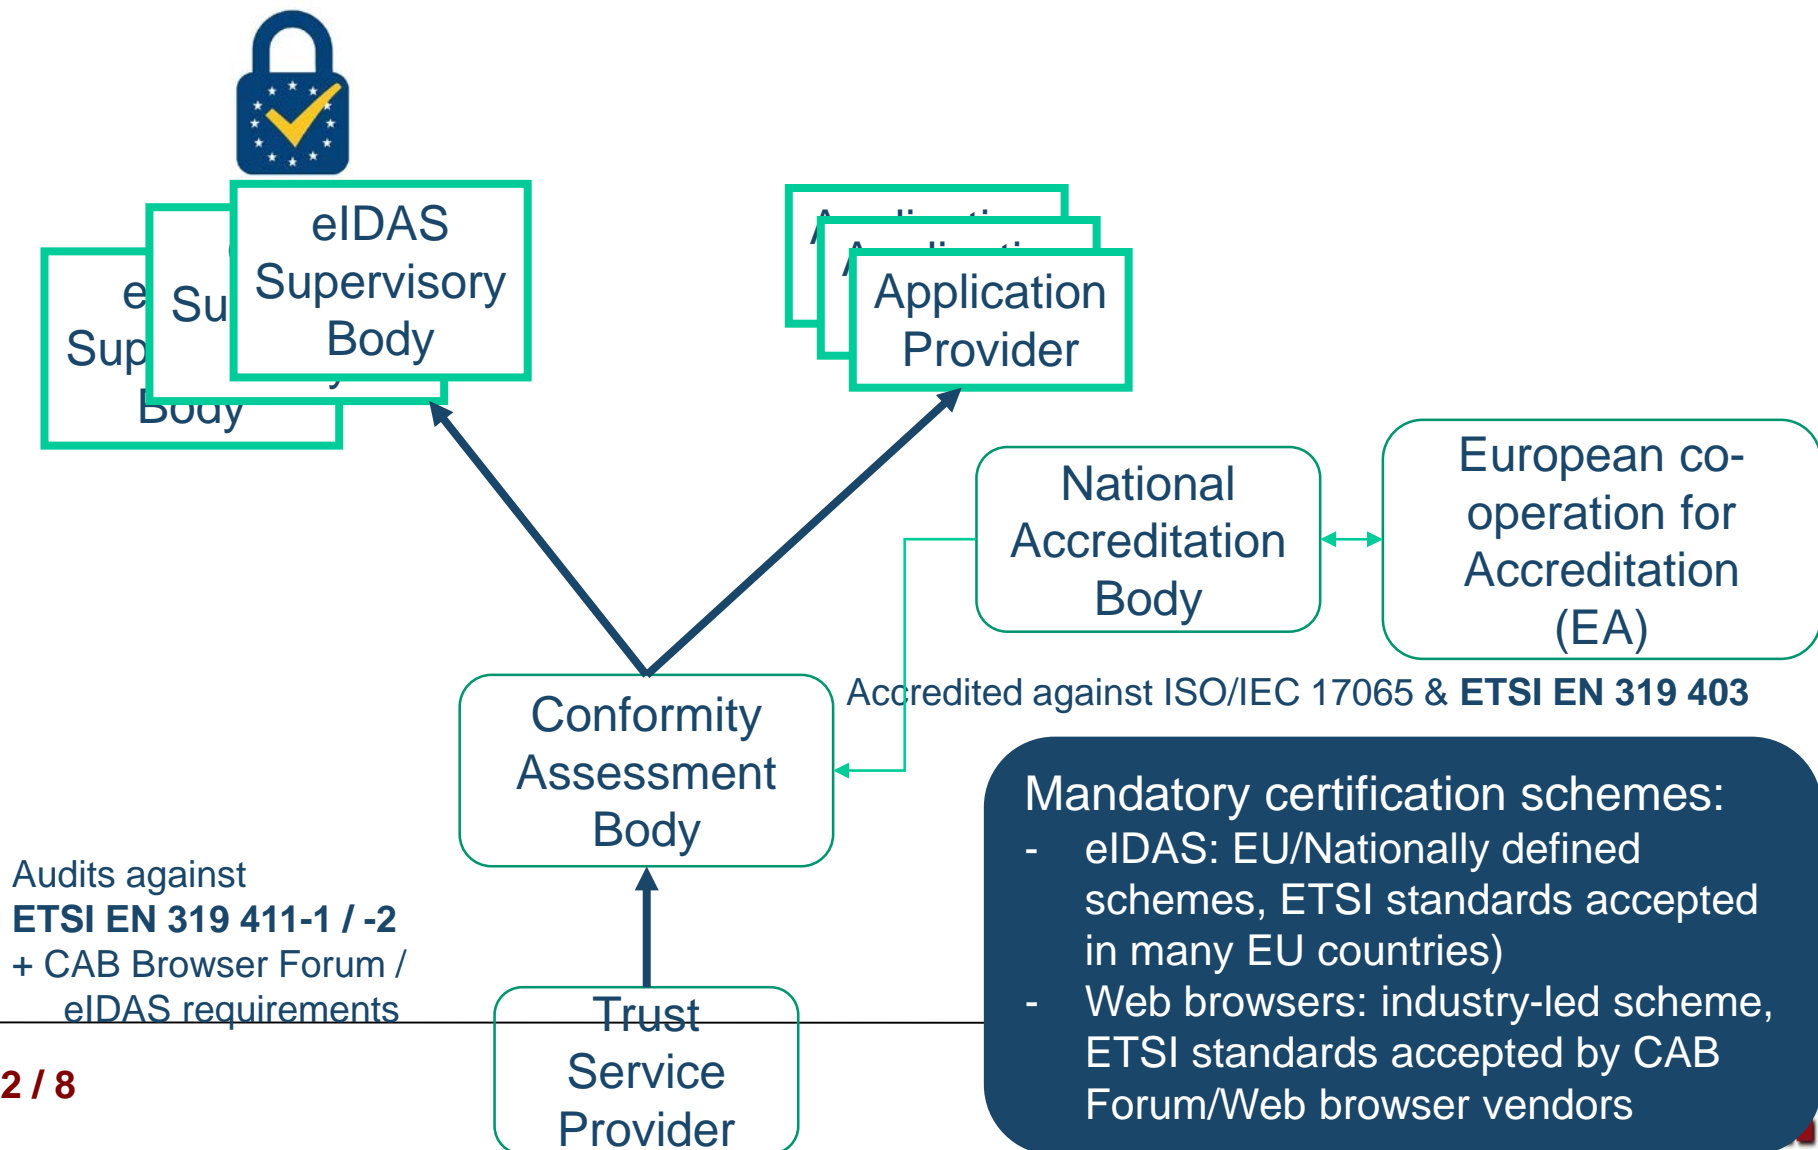 eIDAS
Supervisory
Body
e
Su
Sup
Body
Application
Provider
National
Accreditation
Body
European co-
operation for
Accreditation
(EA)
Accredited against ISO/IEC 17065 & ETSI EN 319 403
Conformity
Assessment
Body
Mandatory certification schemes:
- eIDAS: EU/Nationally defined
schemes, ETSI standards accepted
in many EU countries)
- Web browsers: industry-led scheme,
ETSI standards accepted by CAB
Forum/Web browser vendors
Audits against
ETSI EN 319 411-1 / -2
+ CAB Browser Forum /
eIDAS requirements
Trust
Service
Provider
2 / 8